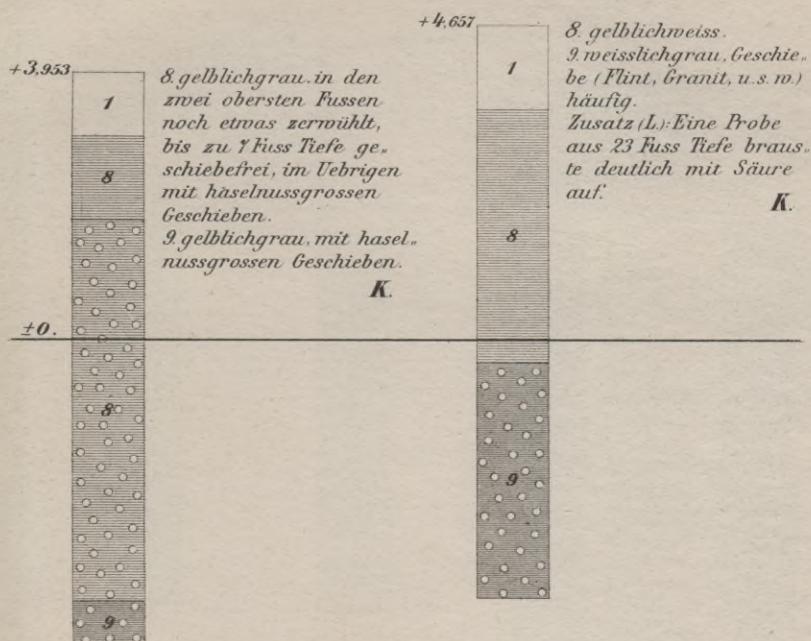 +3,953
1
8
8
9
8. gelblichgrau. in den
zwei obersten Fussen
noch etwas zerwühlt,
bis zu 7 Fuss Tiefe ge„
schiebefrei, im Uebrigen
mit haselnussgrossen
Geschieben.
9. gelblichgrau, mit hasel„
nussgrossen Geschieben.
K.
±0.
+4,657
1
8
9
8. gelblichweiss.
9. weisslichgrau, Geschie„
be (Flint, Granit, u.s.w.)
häufig.
Zusatz (L.): Eine Probe
aus 23 Fuss Tiefe braus„
te deutlich mit Säure
auf.
K.